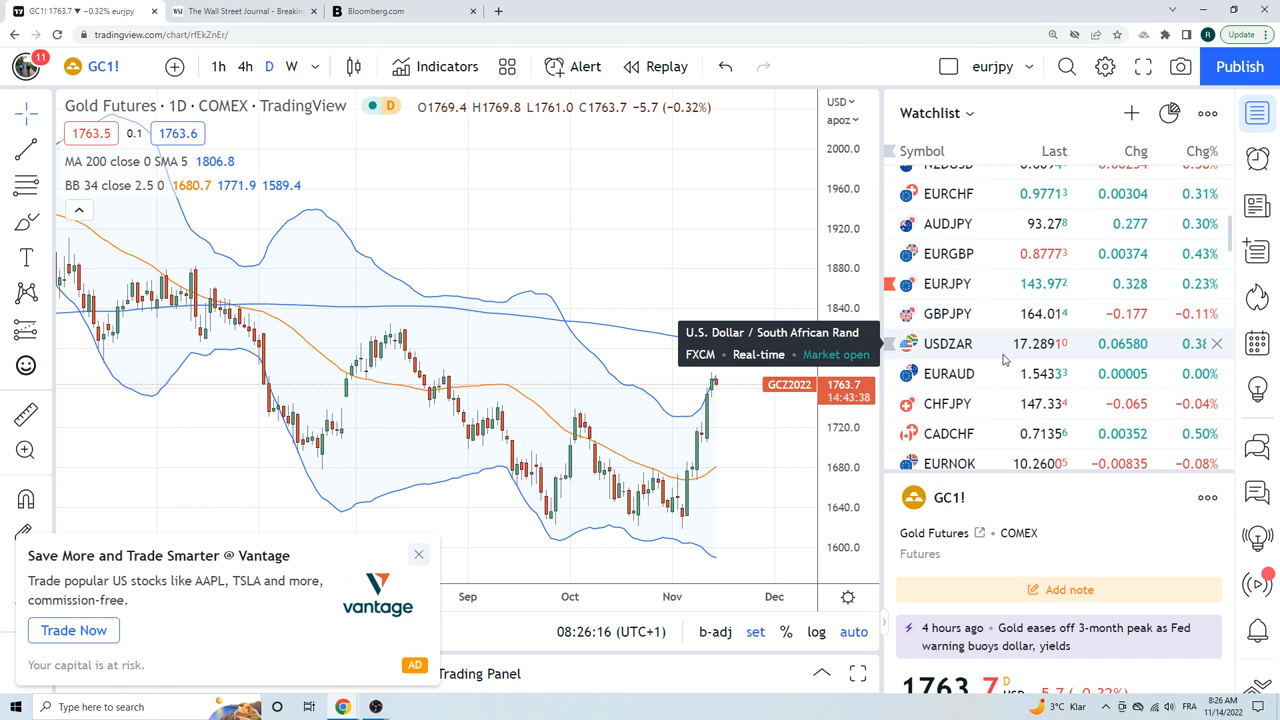 GC1! 1763.7 ▼ −0.32% eurjpy
The Wall Street Journal - Breaking
Bloomberg.com
tradingview.com/chart/rfEkZnEr/
Update
11
GC1!
1h 4h D W
Indicators
Alert
Replay
eurjpy
Publish
Gold Futures · 1D · COMEX · TradingView
D
O1769.4 H1769.8 L1761.0 C1763.7 −5.7 (−0.32%)
1763.5 0.1 1763.6
MA 200 close 0 SMA 5 1806.8
BB 34 close 2.5 0 1680.7 1771.9 1589.4
USD
apoz
2000.0
1960.0
1920.0
1880.0
1840.0
GCZ2022 1763.7
14:43:38
1720.0
1680.0
1640.0
1600.0
Sep Oct Nov Dec
08:26:16 (UTC+1) b-adj set % log auto
Trading Panel
U.S. Dollar / South African Rand
FXCM • Real-time • Market open
Save More and Trade Smarter @ Vantage
Trade popular US stocks like AAPL, TSLA and more,
commission-free.
vantage
Trade Now
Your capital is at risk.
AD
Watchlist
Symbol Last Chg Chg%
EURCHF 0.97713 0.00304 0.31%
AUDJPY 93.278 0.277 0.30%
EURGBP 0.87773 0.00374 0.43%
EURJPY 143.972 0.328 0.23%
GBPJPY 164.014 −0.177 −0.11%
USDZAR 17.28910 0.06580 0.38
EURAUD 1.54333 0.00005 0.00%
CHFJPY 147.334 −0.065 −0.04%
CADCHF 0.71356 0.00352 0.50%
EURNOK 10.26005 −0.00835 −0.08%
GC1!
Gold Futures • COMEX
Futures
Add note
4 hours ago • Gold eases off 3-month peak as Fed
warning buoys dollar, yields
1763.7 D USD −5.7 (−0.32%)
Type here to search
3°C Klar
FRA
8:26 AM
11/14/2022